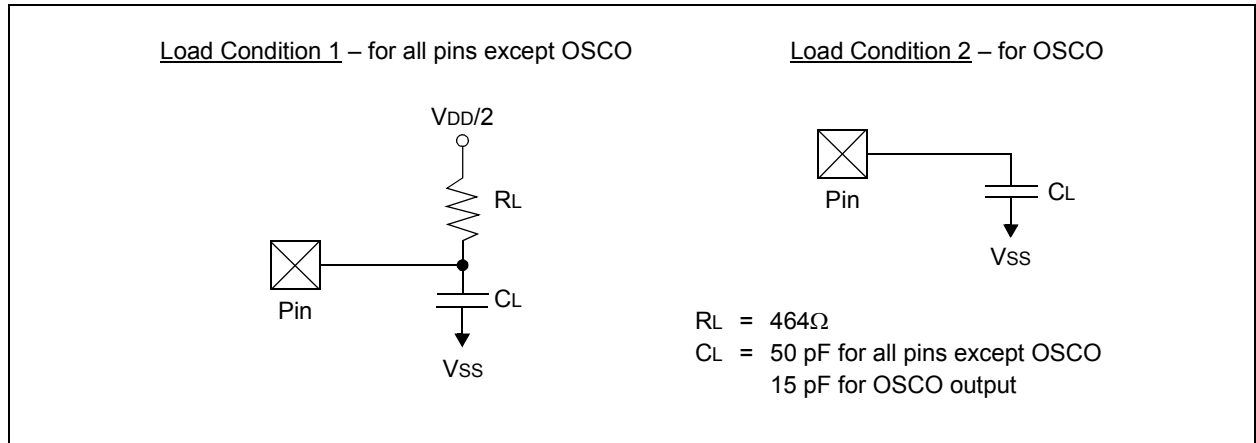 Load Condition 1 – for all pins except OSCO
VDD/2
RL
Pin
CL
VSS
Load Condition 2 – for OSCO
Pin
CL
VSS
RL = 464Ω
CL = 50 pF for all pins except OSCO
15 pF for OSCO output